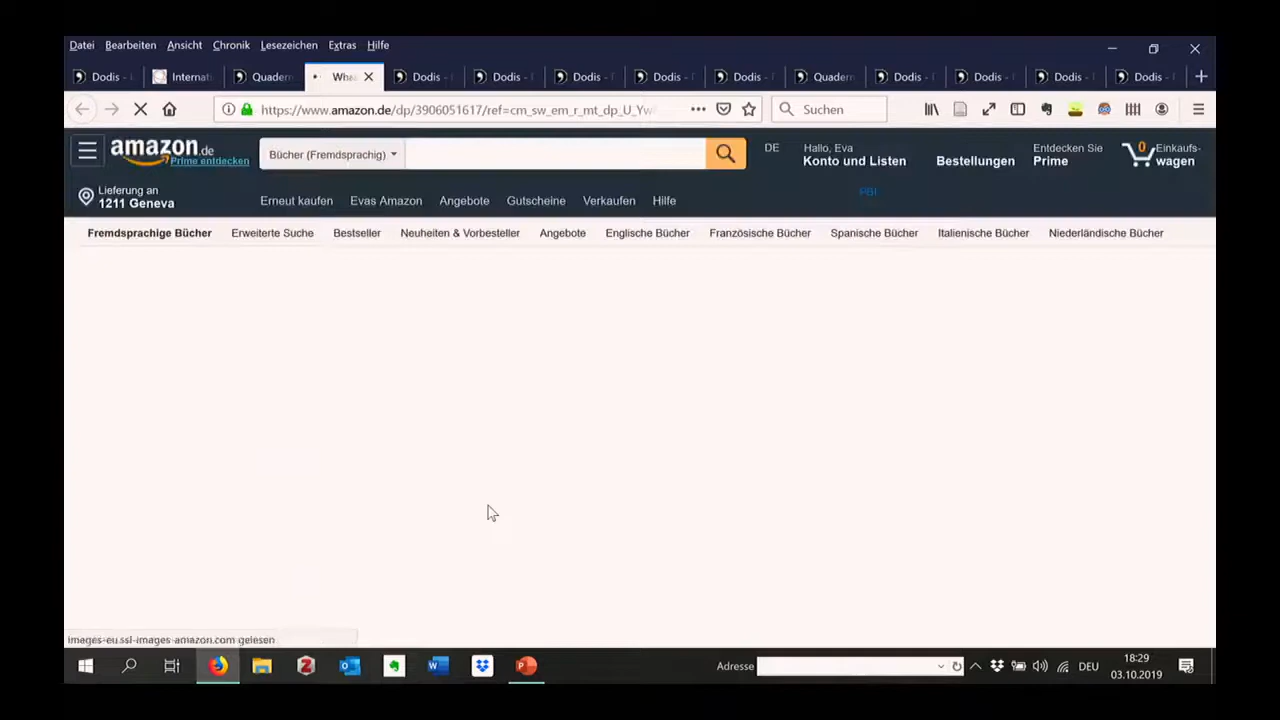 Datei Bearbeiten Ansicht Chronik Lesezeichen Extras Hilfe
Dodis - Internati Quadern Wha Dodis - Dodis - Dodis - Dodis - Dodis - Quadern Dodis - Dodis - Dodis - Dodis -
https://www.amazon.de/dp/3906051617/ref=cm_sw_em_r_mt_dp_U_Yw Suchen
amazon.de
Prime entdecken
Bücher (Fremdsprachig)
DE
Hallo, Eva
Konto und Listen
Bestellungen
Entdecken Sie
Prime
0
Einkaufs-
wagen
Lieferung an
1211 Geneva
Erneut kaufen Evas Amazon Angebote Gutscheine Verkaufen Hilfe
Fremdsprachige Bücher Erweiterte Suche Bestseller Neuheiten & Vorbesteller Angebote Englische Bücher Französische Bücher Spanische Bücher Italienische Bücher Niederländische Bücher
images-eu.ssl-images-amazon.com gelesen
Adresse
DEU
18:29
03.10.2019